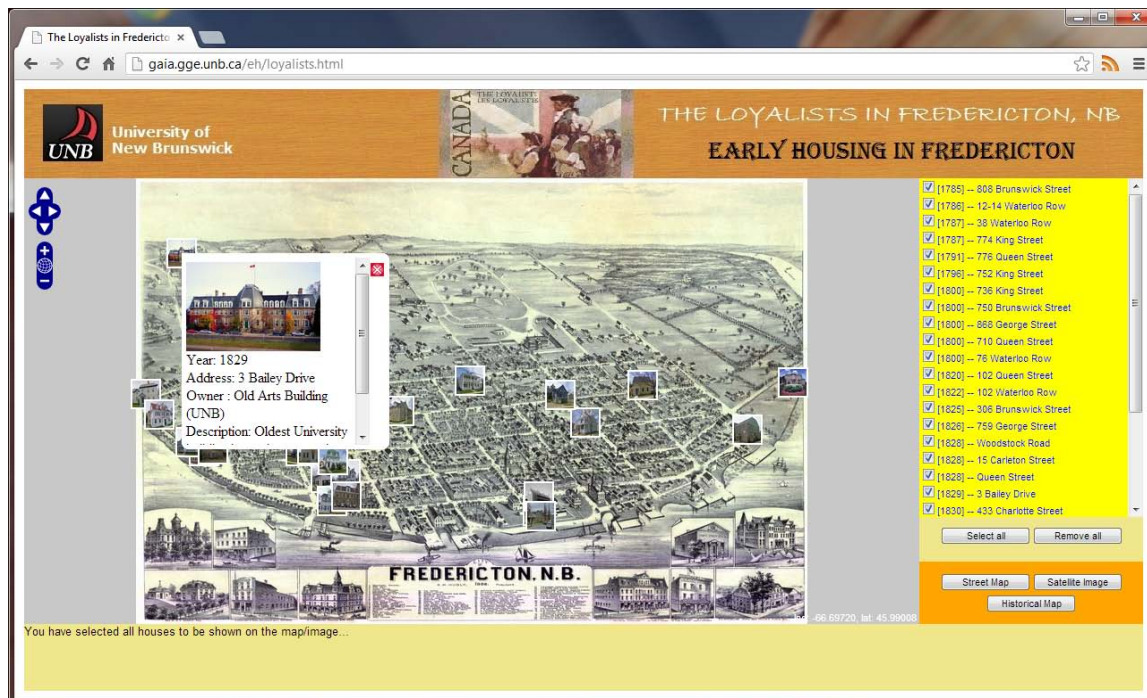 The Loyalists in Fredericto
gaia.gge.unb.ca/eh/loyalists.html
UNB
University of
New Brunswick
CANADA
THE LOYALISTS
LES LOYALISTES
THE LOYALISTS IN FREDERICTON, NB
EARLY HOUSING IN FREDERICTON
Year: 1829
Address: 3 Bailey Drive
Owner : Old Arts Building
(UNB)
Description: Oldest University
FREDERICTON, N.B.
-66.69720, lat: 45.99008
[1785] -- 808 Brunswick Street
[1786] -- 12-14 Waterloo Row
[1787] -- 38 Waterloo Row
[1787] -- 774 King Street
[1791] -- 776 Queen Street
[1796] -- 752 King Street
[1800] -- 736 King Street
[1800] -- 750 Brunswick Street
[1800] -- 868 George Street
[1800] -- 710 Queen Street
[1800] -- 76 Waterloo Row
[1820] -- 102 Queen Street
[1822] -- 102 Waterloo Row
[1825] -- 306 Brunswick Street
[1826] -- 759 George Street
[1828] -- Woodstock Road
[1828] -- 15 Carleton Street
[1828] -- Queen Street
[1829] -- 3 Bailey Drive
[1830] -- 433 Charlotte Street
Select all
Remove all
Street Map
Satellite Image
Historical Map
You have selected all houses to be shown on the map/image...